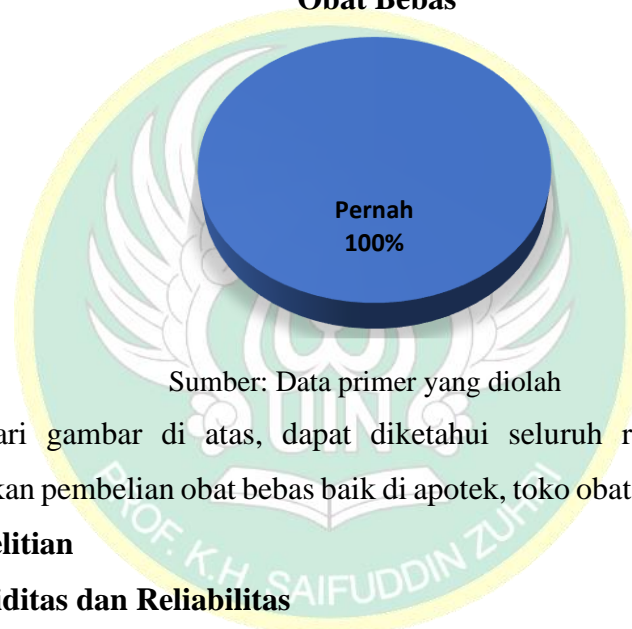 Obat Bebas
Pernah
100%
Sumber: Data primer yang diolah
ari gambar di atas, dapat diketahui seluruh r
kan pembelian obat bebas baik di apotek, toko obat
elitian
iditas dan Reliabilitas
UIN
PROF. K.H. SAIFUDDIN ZUHRI